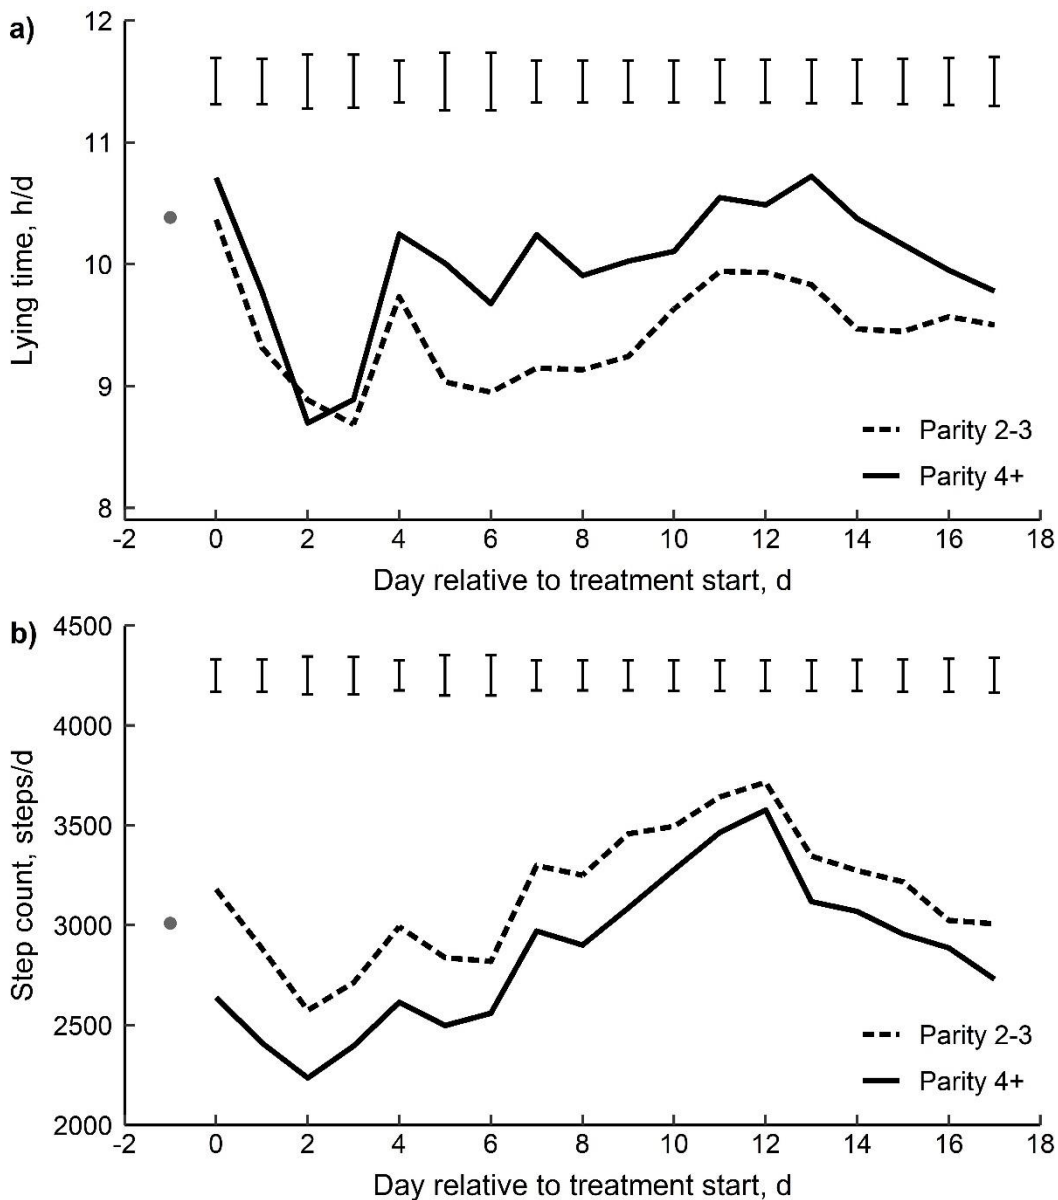 a)
12
11
10
9
8
Lying time, h/d
Parity 2-3
Parity 4+
-2 0 2 4 6 8 10 12 14 16 18
Day relative to treatment start, d
b)
4500
4000
3500
3000
2500
2000
Step count, steps/d
Parity 2-3
Parity 4+
-2 0 2 4 6 8 10 12 14 16 18
Day relative to treatment start, d